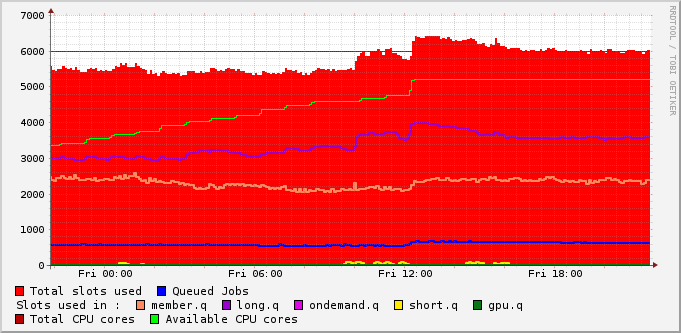 7000
6000
5000
4000
3000
2000
1000
0
Fri 00:00 Fri 06:00 Fri 12:00 Fri 18:00
Total slots used Queued Jobs
Slots used in : member.q long.q ondemand.q short.q gpu.q
Total CPU cores Available CPU cores
RRDTOOL / TOBI OETIKER